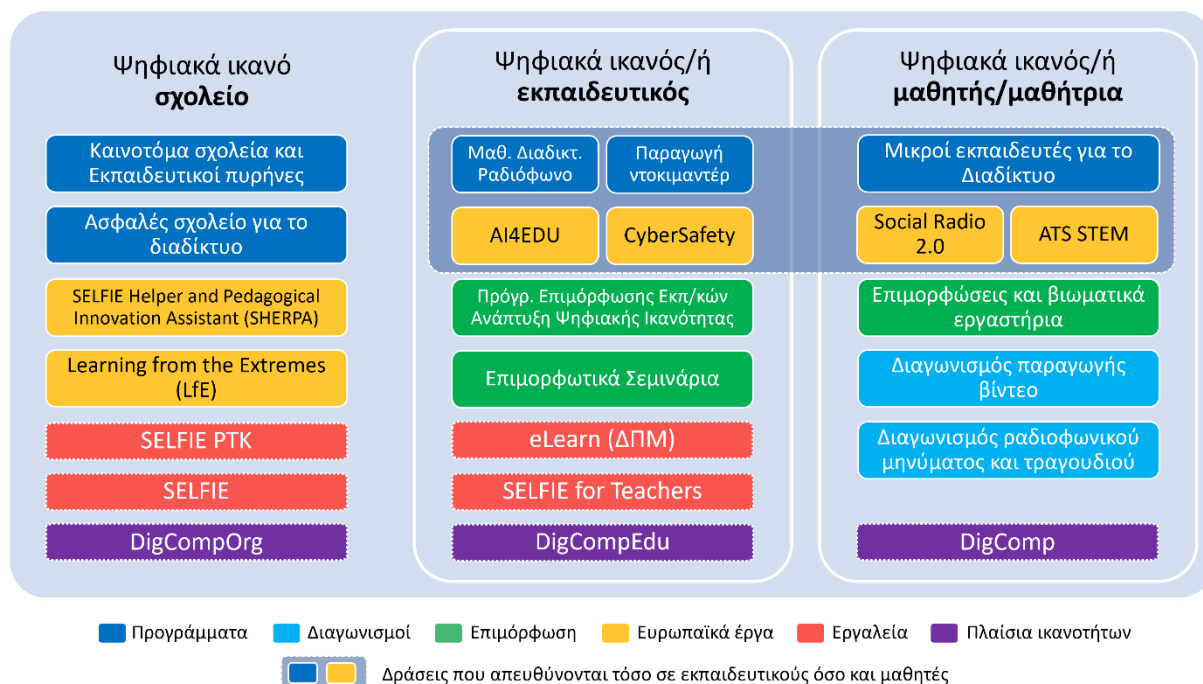 Ψηφιακά ικανό
σχολείο
Καινοτόμα σχολεία και
Εκπαιδευτικοί πυρήνες
Ασφαλές σχολείο για το
διαδίκτυο
SELFIE Helper and Pedagogical
Innovation Assistant (SHERPA)
Learning from the Extremes
(LfE)
SELFIE PTK
SELFIE
DigCompOrg
Ψηφιακά ικανός/ή
εκπαιδευτικός
Μαθ. Διαδικτ.
Ραδιόφωνο
Παραγωγή
ντοκιμαντέρ
AI4EDU
CyberSafety
Πρόγρ. Επιμόρφωσης Εκπ/κών
Ανάπτυξη Ψηφιακής Ικανότητας
Επιμορφωτικά Σεμινάρια
eLearn (ΔΠΜ)
SELFIE for Teachers
DigCompEdu
Ψηφιακά ικανός/ή
μαθητής/μαθήτρια
Μικροί εκπαιδευτές για το
Διαδίκτυο
Social Radio
2.0
ATS STEM
Επιμορφώσεις και βιωματικά
εργαστήρια
Διαγωνισμός παραγωγής
βίντεο
Διαγωνισμός ραδιοφωνικού
μηνύματος και τραγουδιού
DigComp
Προγράμματα
Διαγωνισμοί
Επιμόρφωση
Ευρωπαϊκά έργα
Εργαλεία
Πλαίσια ικανοτήτων
Δράσεις που απευθύνονται τόσο σε εκπαιδευτικούς όσο και μαθητές